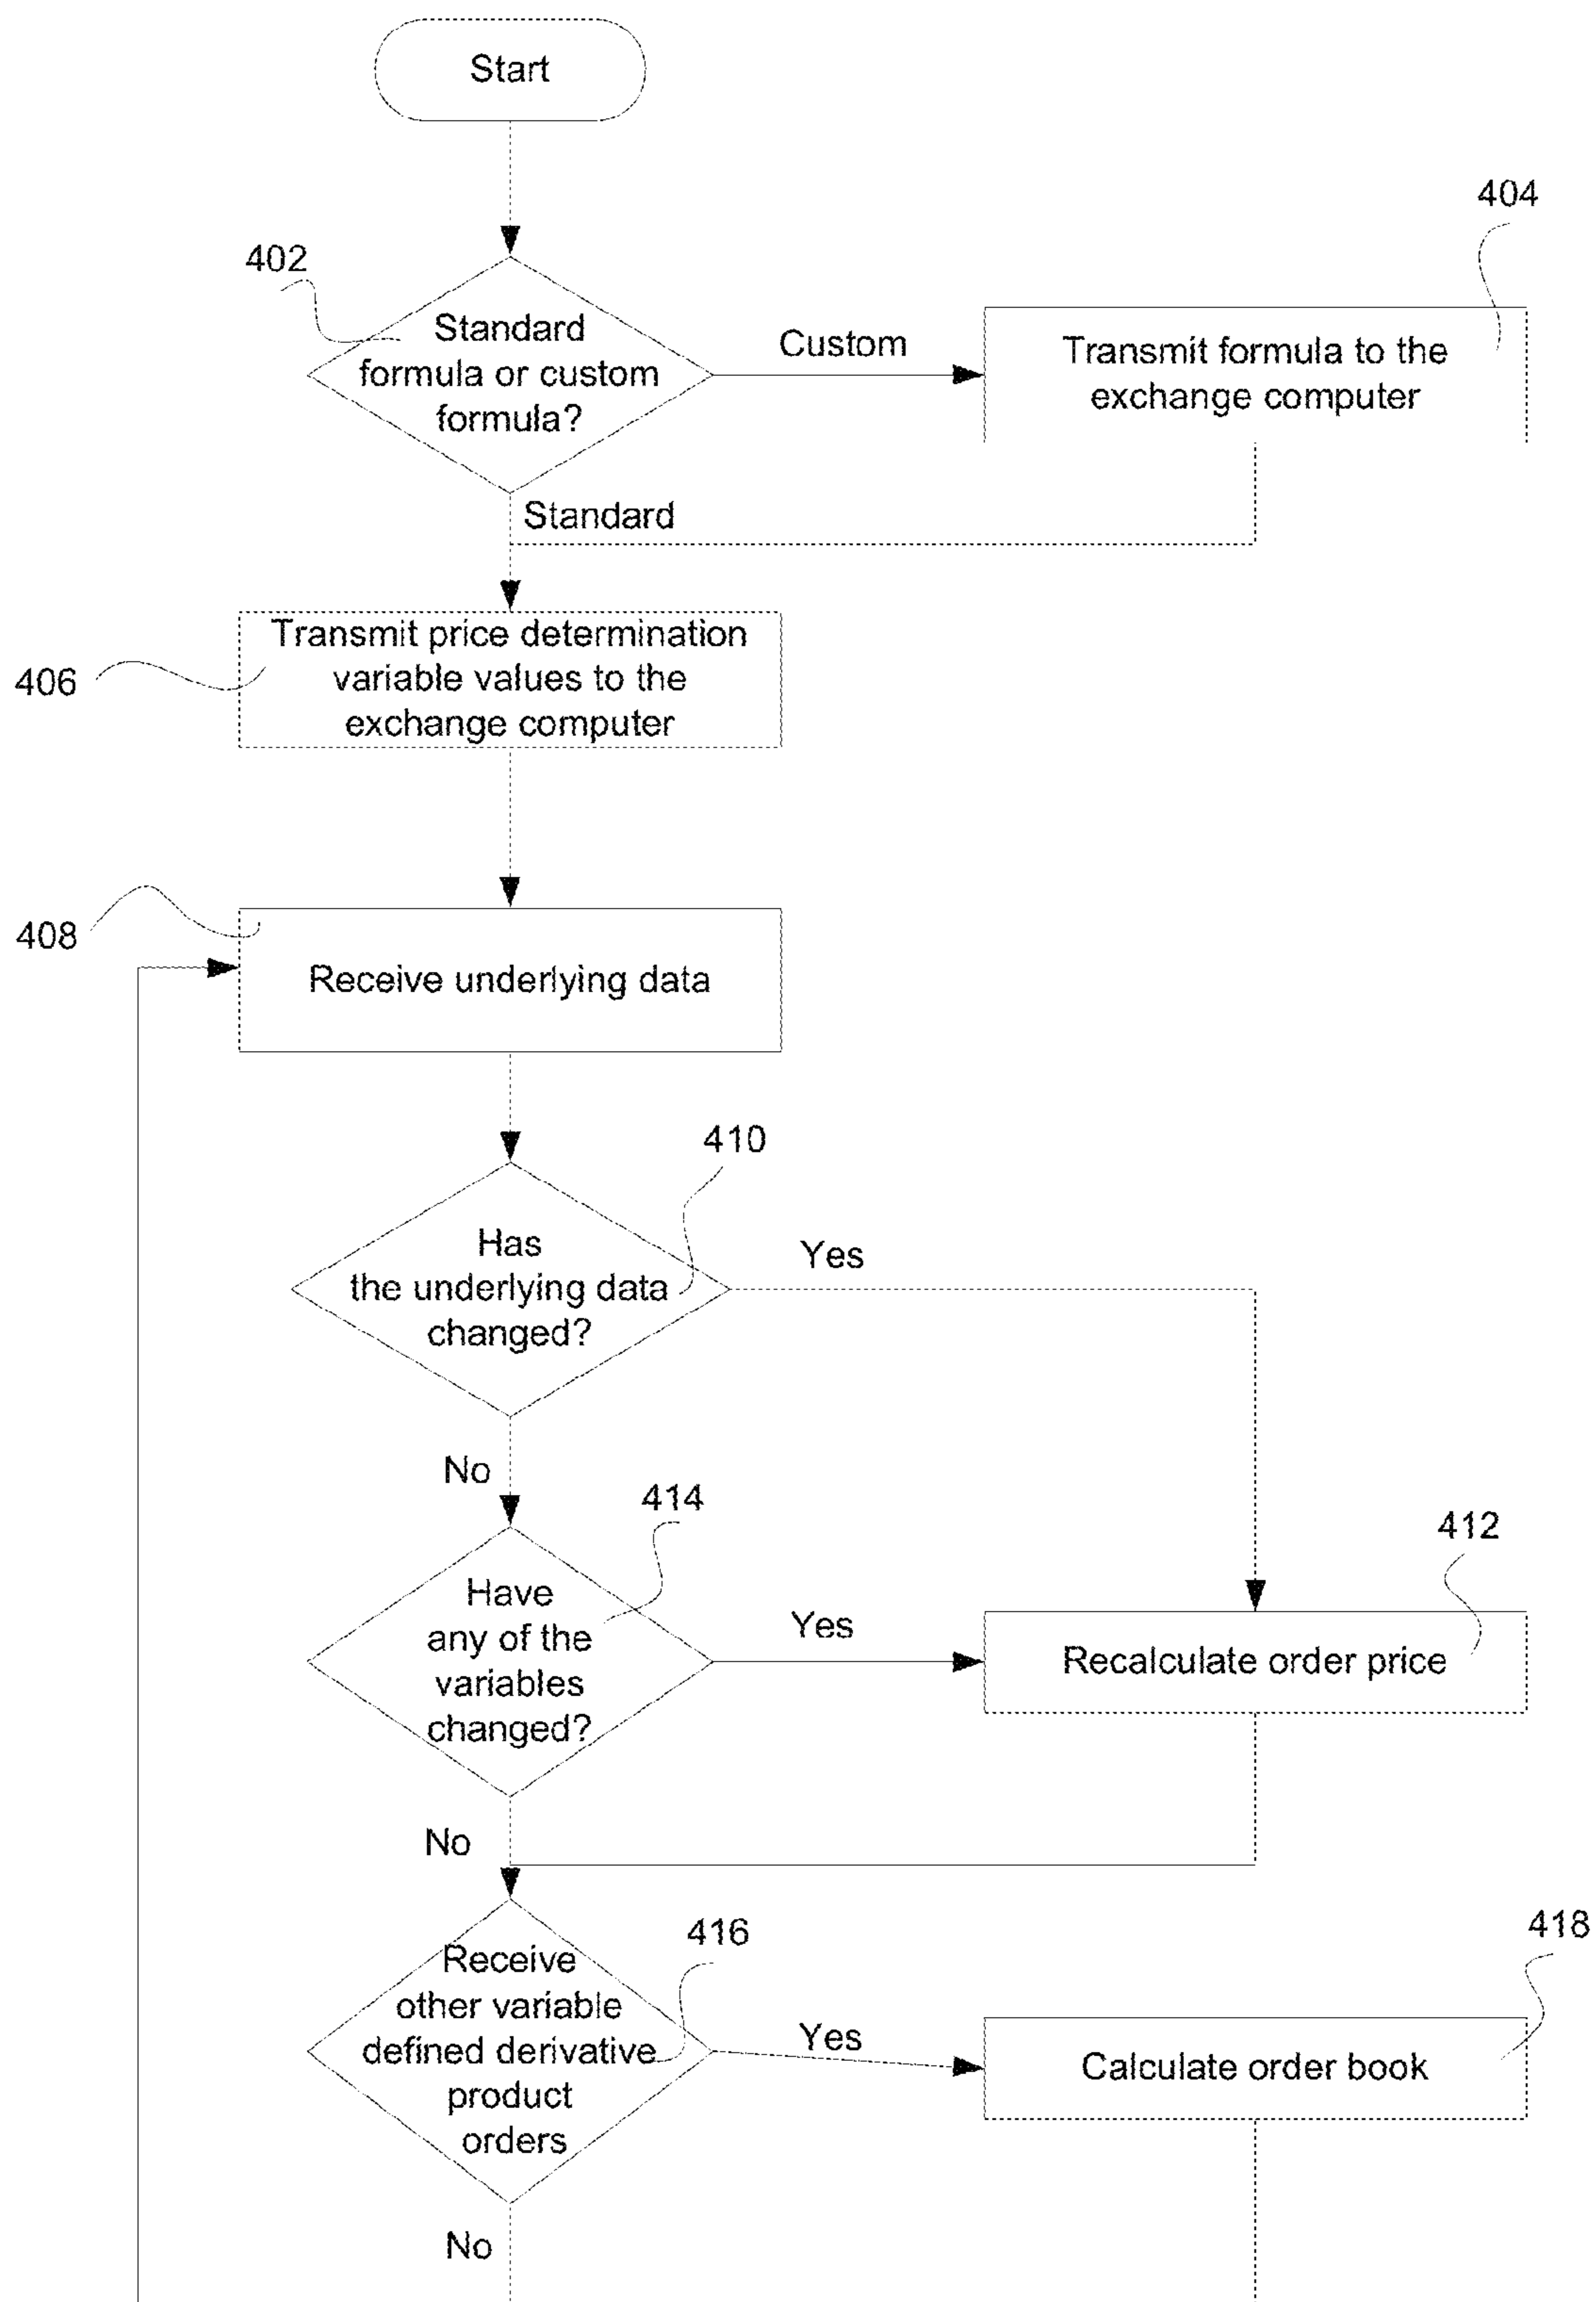 Start
404
402
Standard
formula or custom
formula?
Custom
Transmit formula to the
exchange computer
Standard
Transmit price determination
variable values to the
exchange computer
406
408
Receive underlying data
410
Has
the underlying data
changed?
Yes
No
414
412
Have
any of the
variables
changed?
Yes
Recalculate order price
No
416
418
Receive
other variable
defined derivative
product
orders
Yes
Calculate order book
No